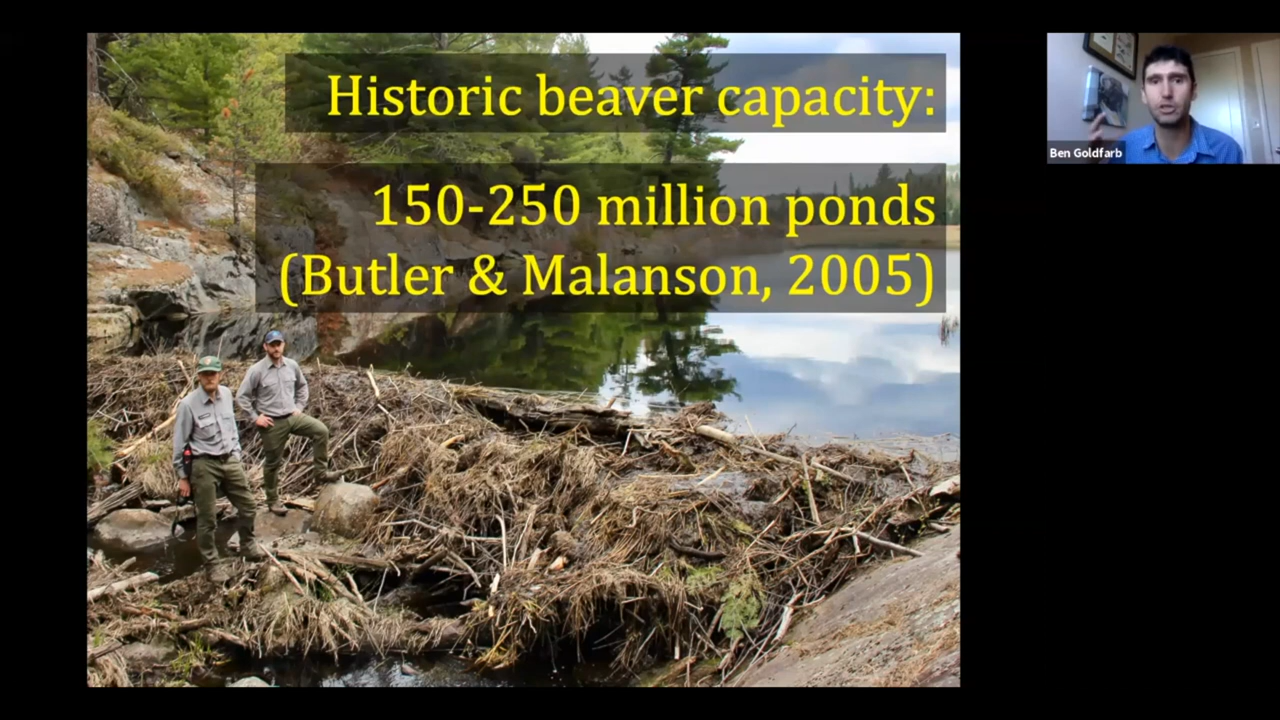 Historic beaver capacity:
150-250 million ponds
(Butler & Malanson, 2005)
Ben Goldfarb